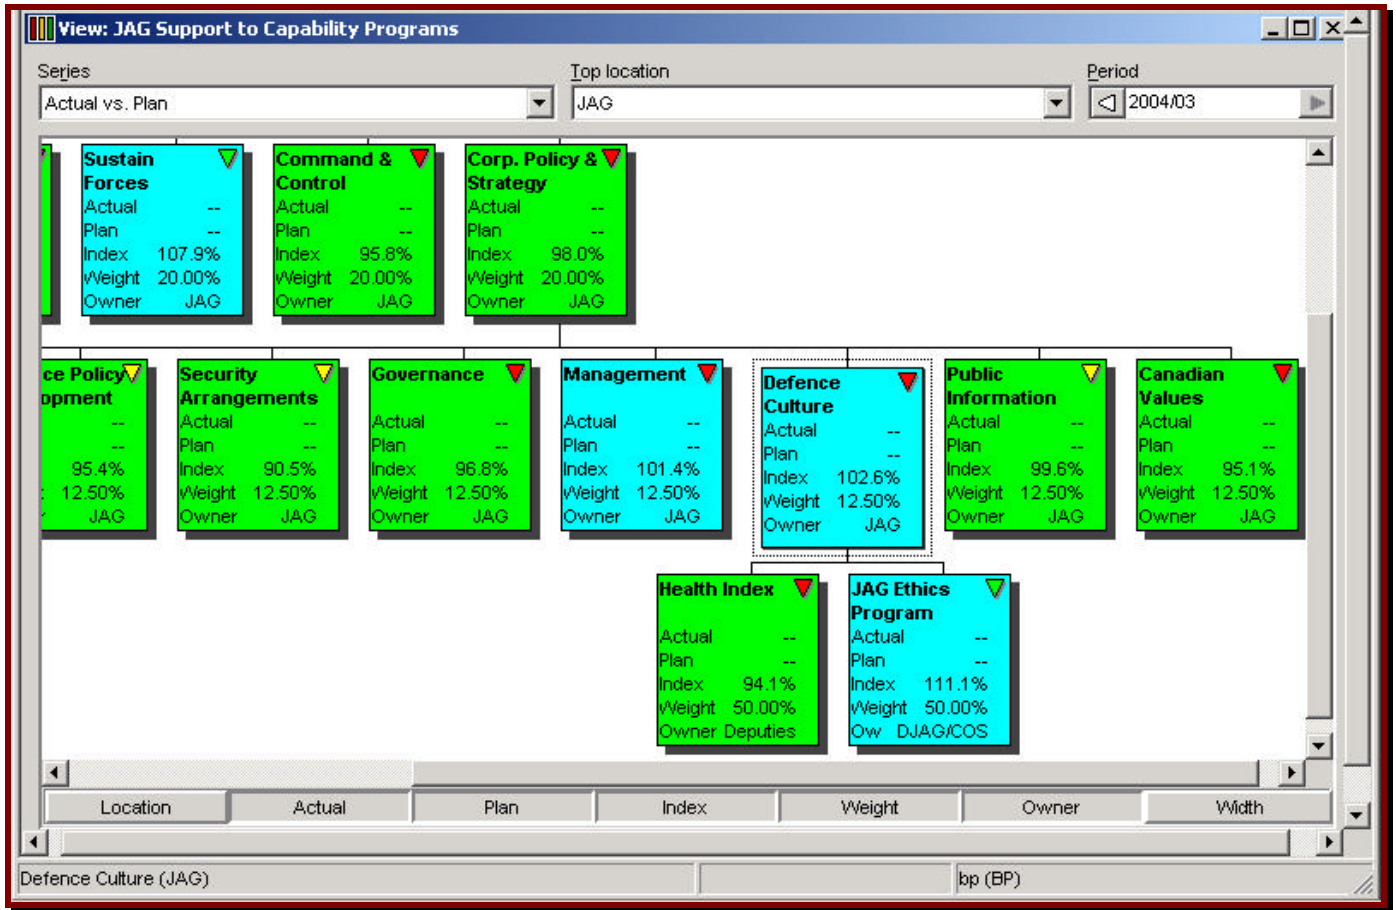 View: JAG Support to Capability Programs
Series
Top location
Period
Actual vs. Plan
JAG
2004/03
Sustain
Forces
Actual --
Plan --
Index 107.9%
Weight 20.00%
Owner JAG
Command &
Control
Actual --
Plan --
Index 95.8%
Weight 20.00%
Owner JAG
Corp. Policy &
Strategy
Actual --
Plan --
Index 98.0%
Weight 20.00%
Owner JAG
ce Policy
opment
--
--
95.4%
12.50%
JAG
Security
Arrangements
Actual --
Plan --
Index 90.5%
Weight 12.50%
Owner JAG
Governance
Actual --
Plan --
Index 96.8%
Weight 12.50%
Owner JAG
Management
Actual --
Plan --
Index 101.4%
Weight 12.50%
Owner JAG
Defence
Culture
Actual --
Plan --
Index 102.6%
Weight 12.50%
Owner JAG
Public
Information
Actual --
Plan --
Index 99.6%
Weight 12.50%
Owner JAG
Canadian
Values
Actual --
Plan --
Index 95.1%
Weight 12.50%
Owner JAG
Health Index
Actual --
Plan --
Index 94.1%
Weight 50.00%
Owner Deputies
JAG Ethics
Program
Actual --
Plan --
Index 111.1%
Weight 50.00%
Ow DJAG/COS
Location Actual Plan Index Weight Owner Width
Defence Culture (JAG)
bp (BP)